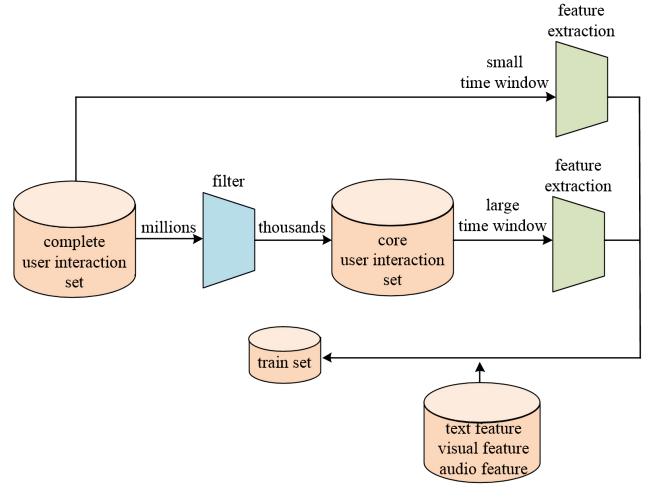 feature
extraction
small
time window
filter
feature
extraction
complete
user interaction
set
millions
thousands
core
user interaction
set
large
time window
train set
text feature
visual feature
audio feature